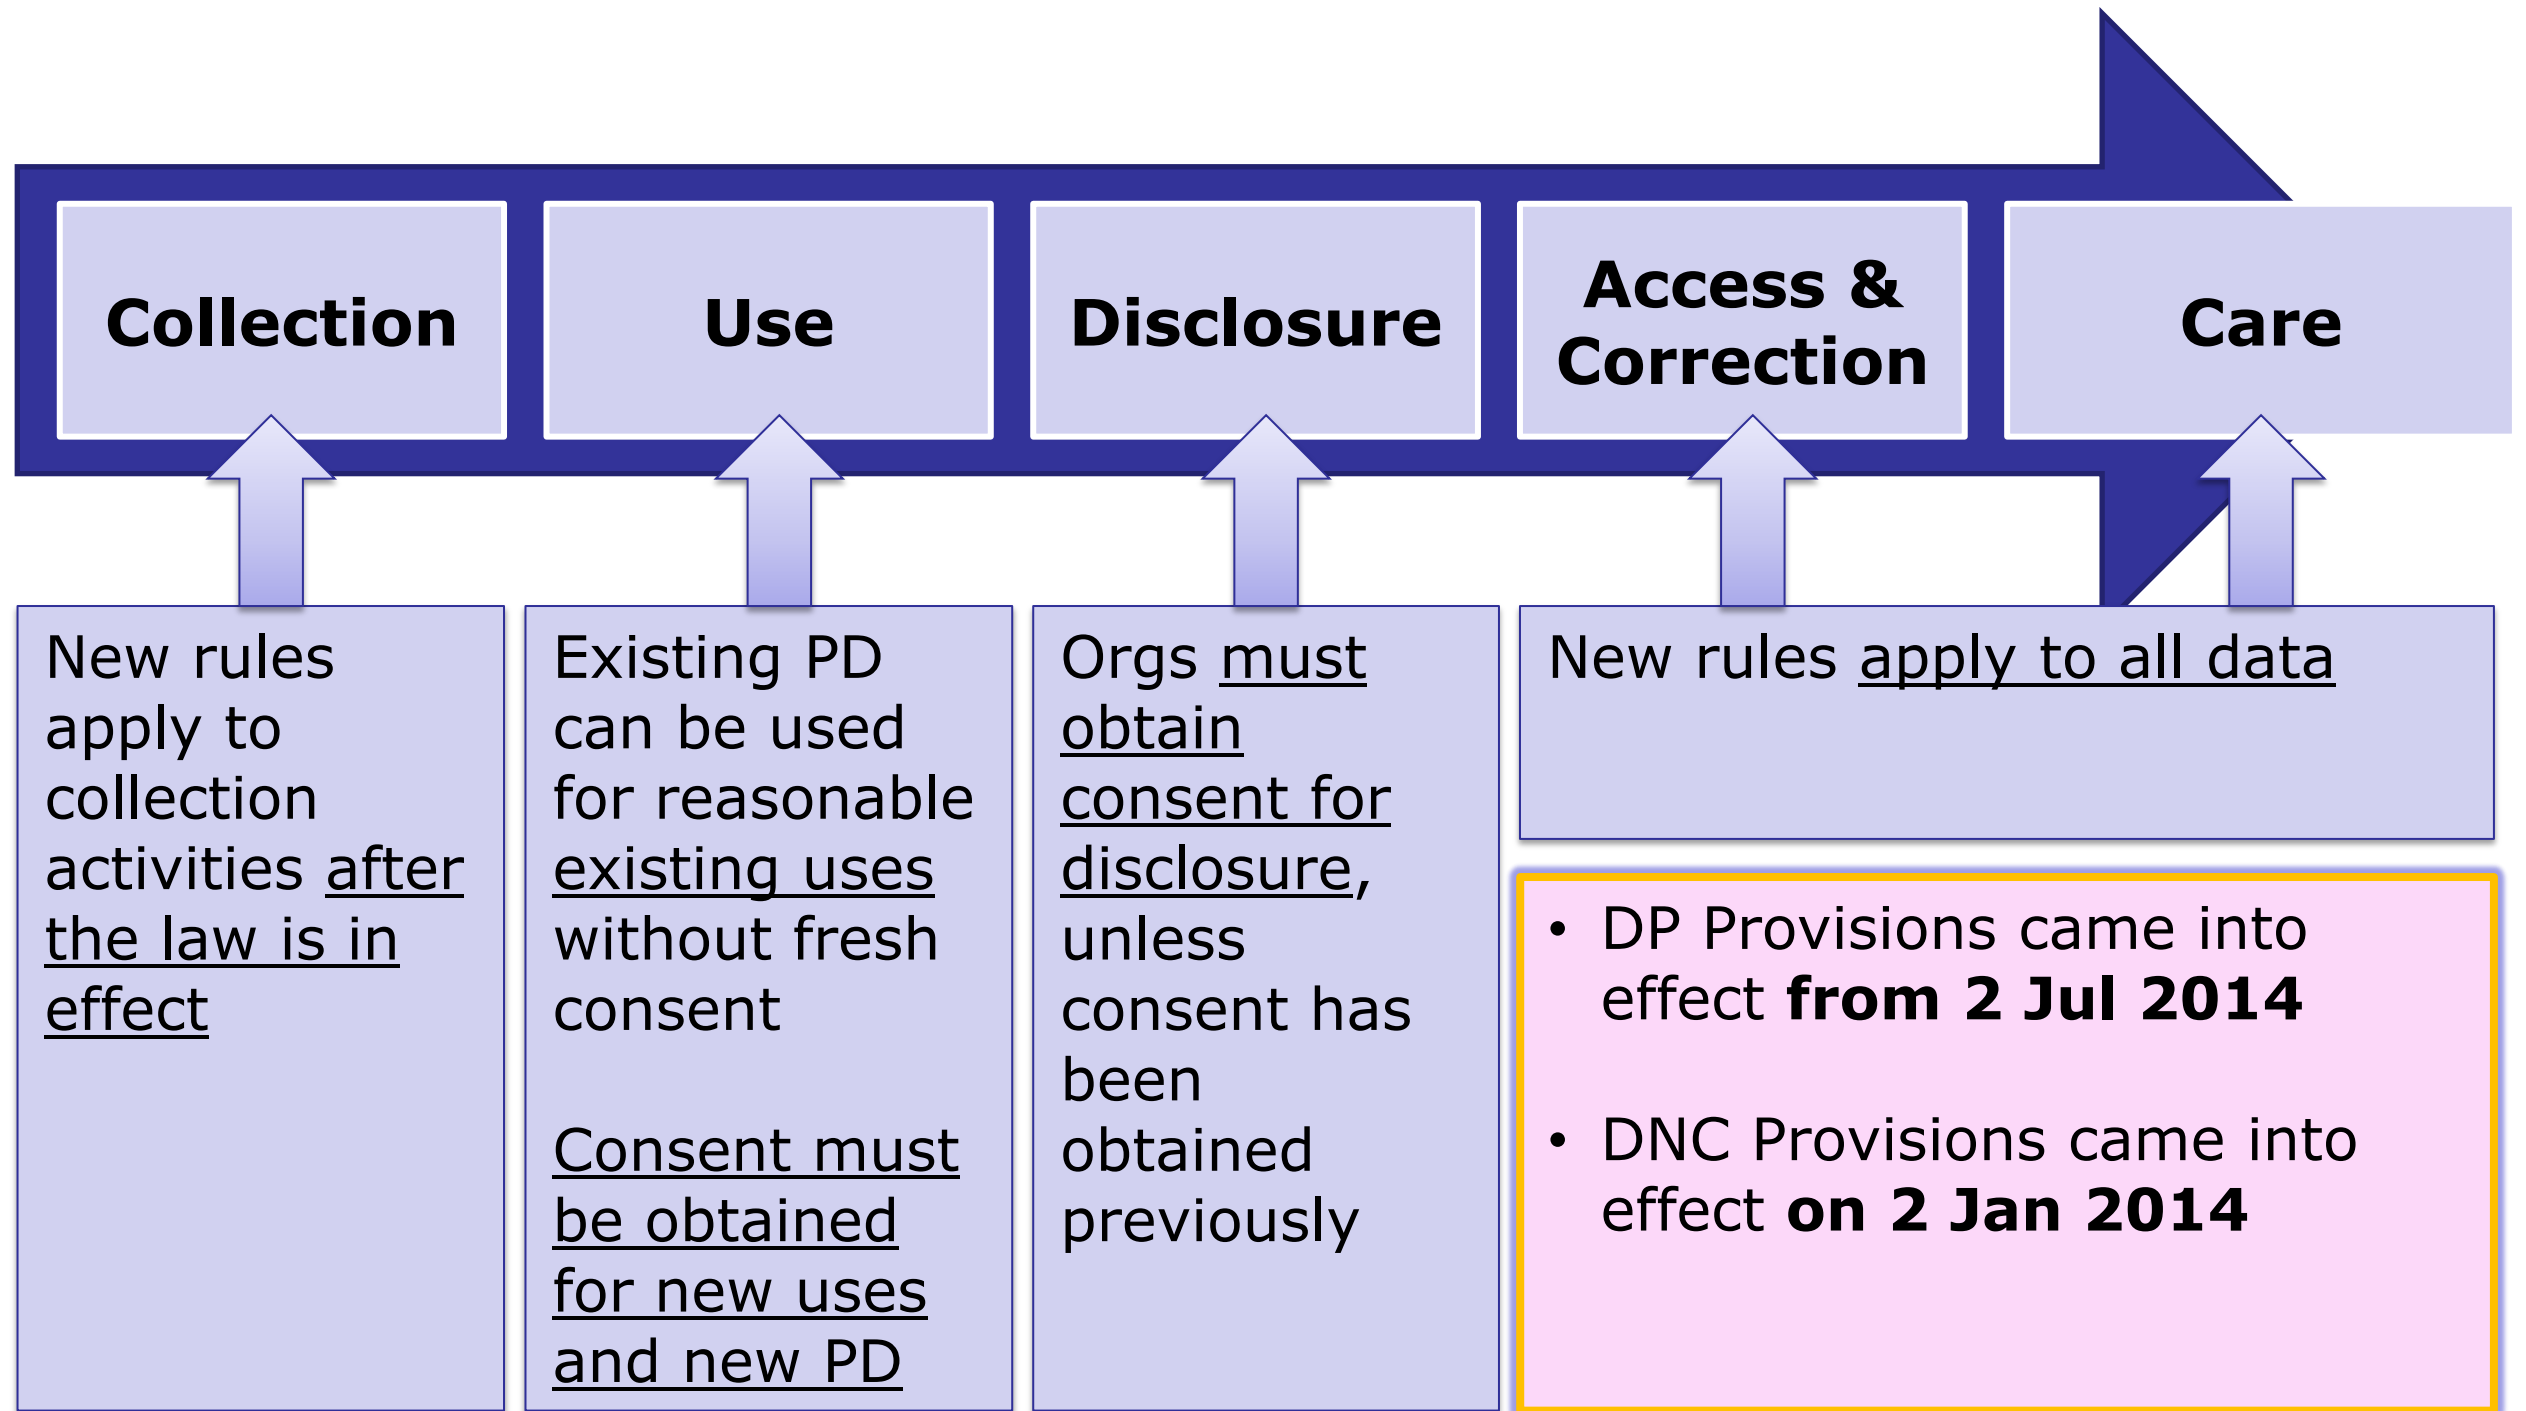 Collection
Use
Disclosure
Access &
Correction
Care
New rules
apply to
collection
activities after
the law is in
effect
Existing PD
can be used
for reasonable
existing uses
without fresh
consent
Consent must
be obtained
for new uses
and new PD
Orgs must
obtain
consent for
disclosure,
unless
consent has
been
obtained
previously
New rules apply to all data
• DP Provisions came into
effect from 2 Jul 2014
• DNC Provisions came into
effect on 2 Jan 2014